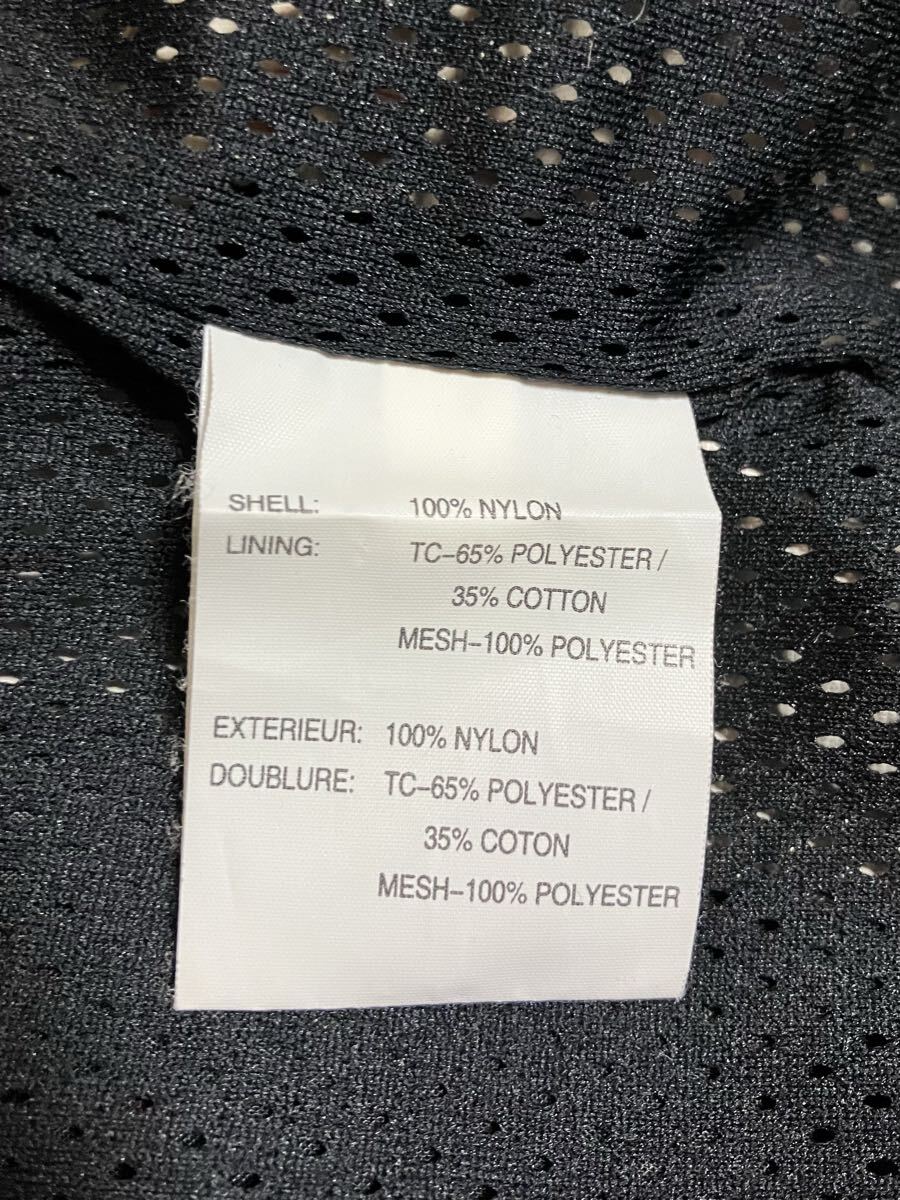 SHELL: 100% NYLON
LINING: TC-65% POLYESTER /
35% COTTON
MESH-100% POLYESTER
EXTERIEUR: 100% NYLON
DOUBLURE: TC-65% POLYESTER /
35% COTON
MESH-100% POLYESTER